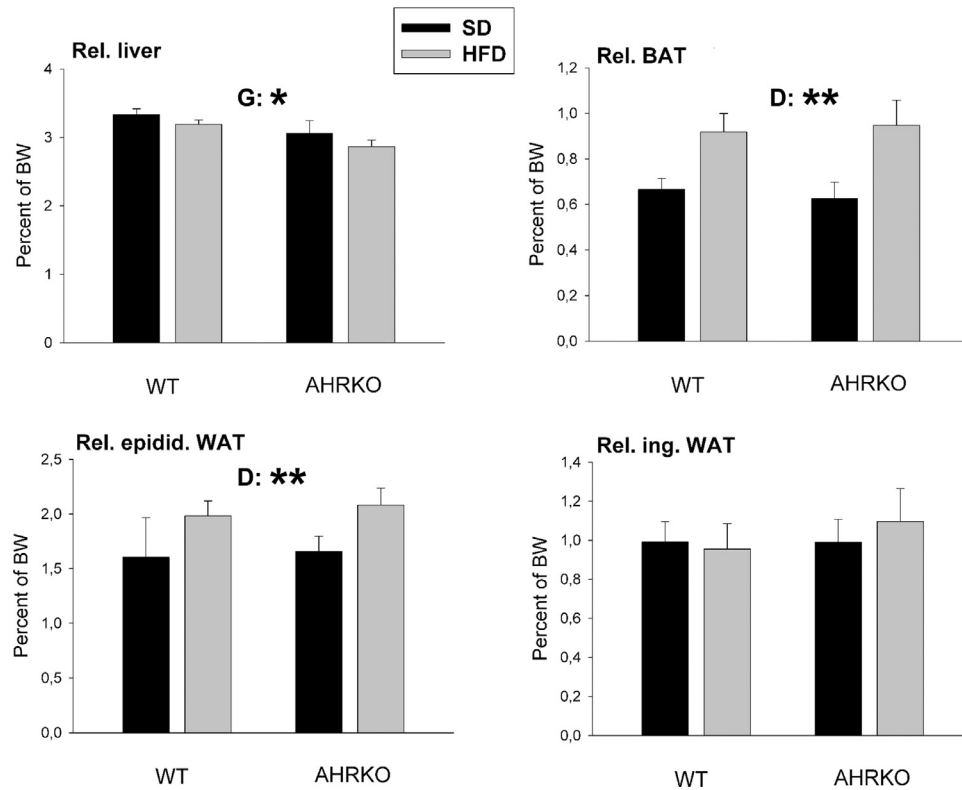 SD
HFD
Rel. liver
G: *
4
3
2
1
0
Percent of BW
WT AHRKO
Rel. BAT
D: **
1,2
1,0
0,8
0,6
0,4
0,2
0,0
Percent of BW
WT AHRKO
Rel. epidid. WAT
D: **
2,5
2,0
1,5
1,0
0,5
0,0
Percent of BW
WT AHRKO
Rel. ing. WAT
1,4
1,2
1,0
0,8
0,6
0,4
0,2
0,0
Percent of BW
WT AHRKO